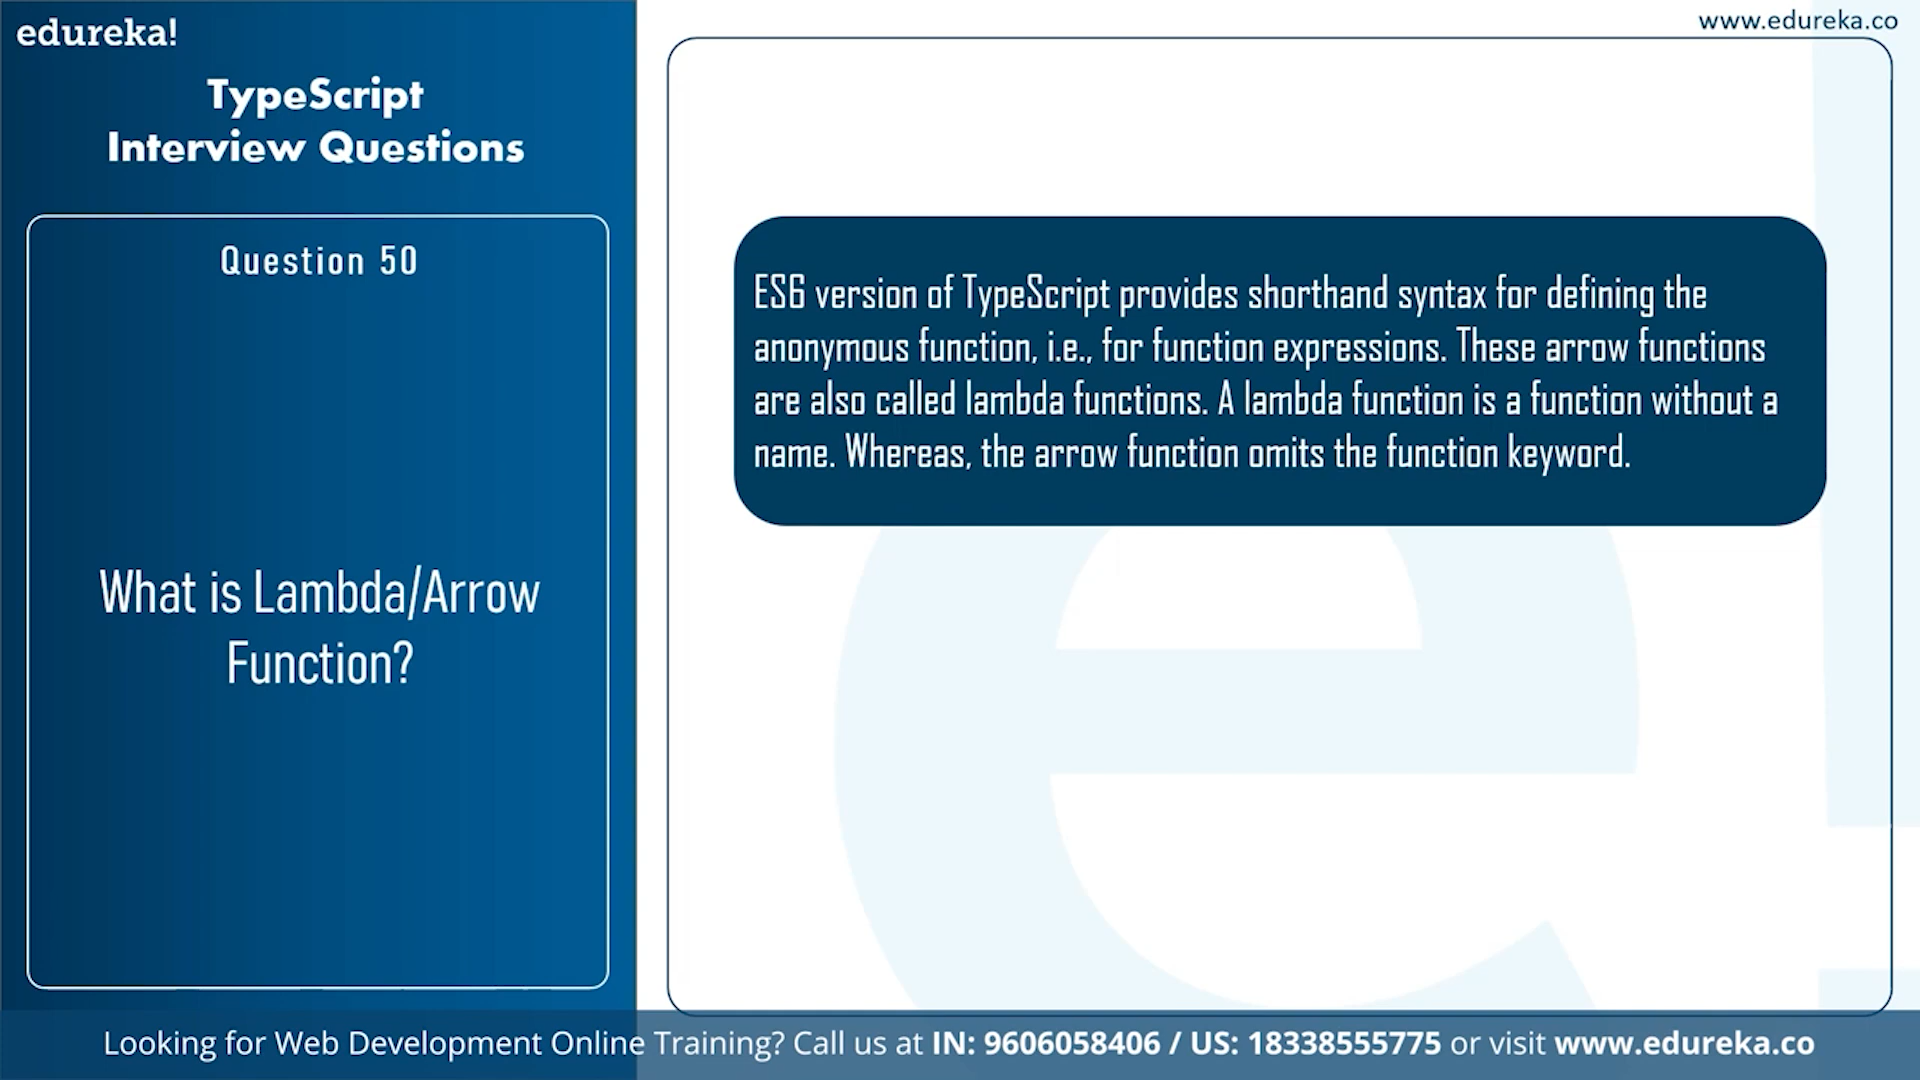 edureka!
www.edureka.co
TypeScript
Interview Questions
Question 50
What is Lambda/Arrow
Function?
ES6 version of TypeScript provides shorthand syntax for defining the
anonymous function, i.e., for function expressions. These arrow functions
are also called lambda functions. A lambda function is a function without a
name. Whereas, the arrow function omits the function keyword.
Looking for Web Development Online Training? Call us at IN: 9606058406 / US: 18338555775 or visit www.edureka.co